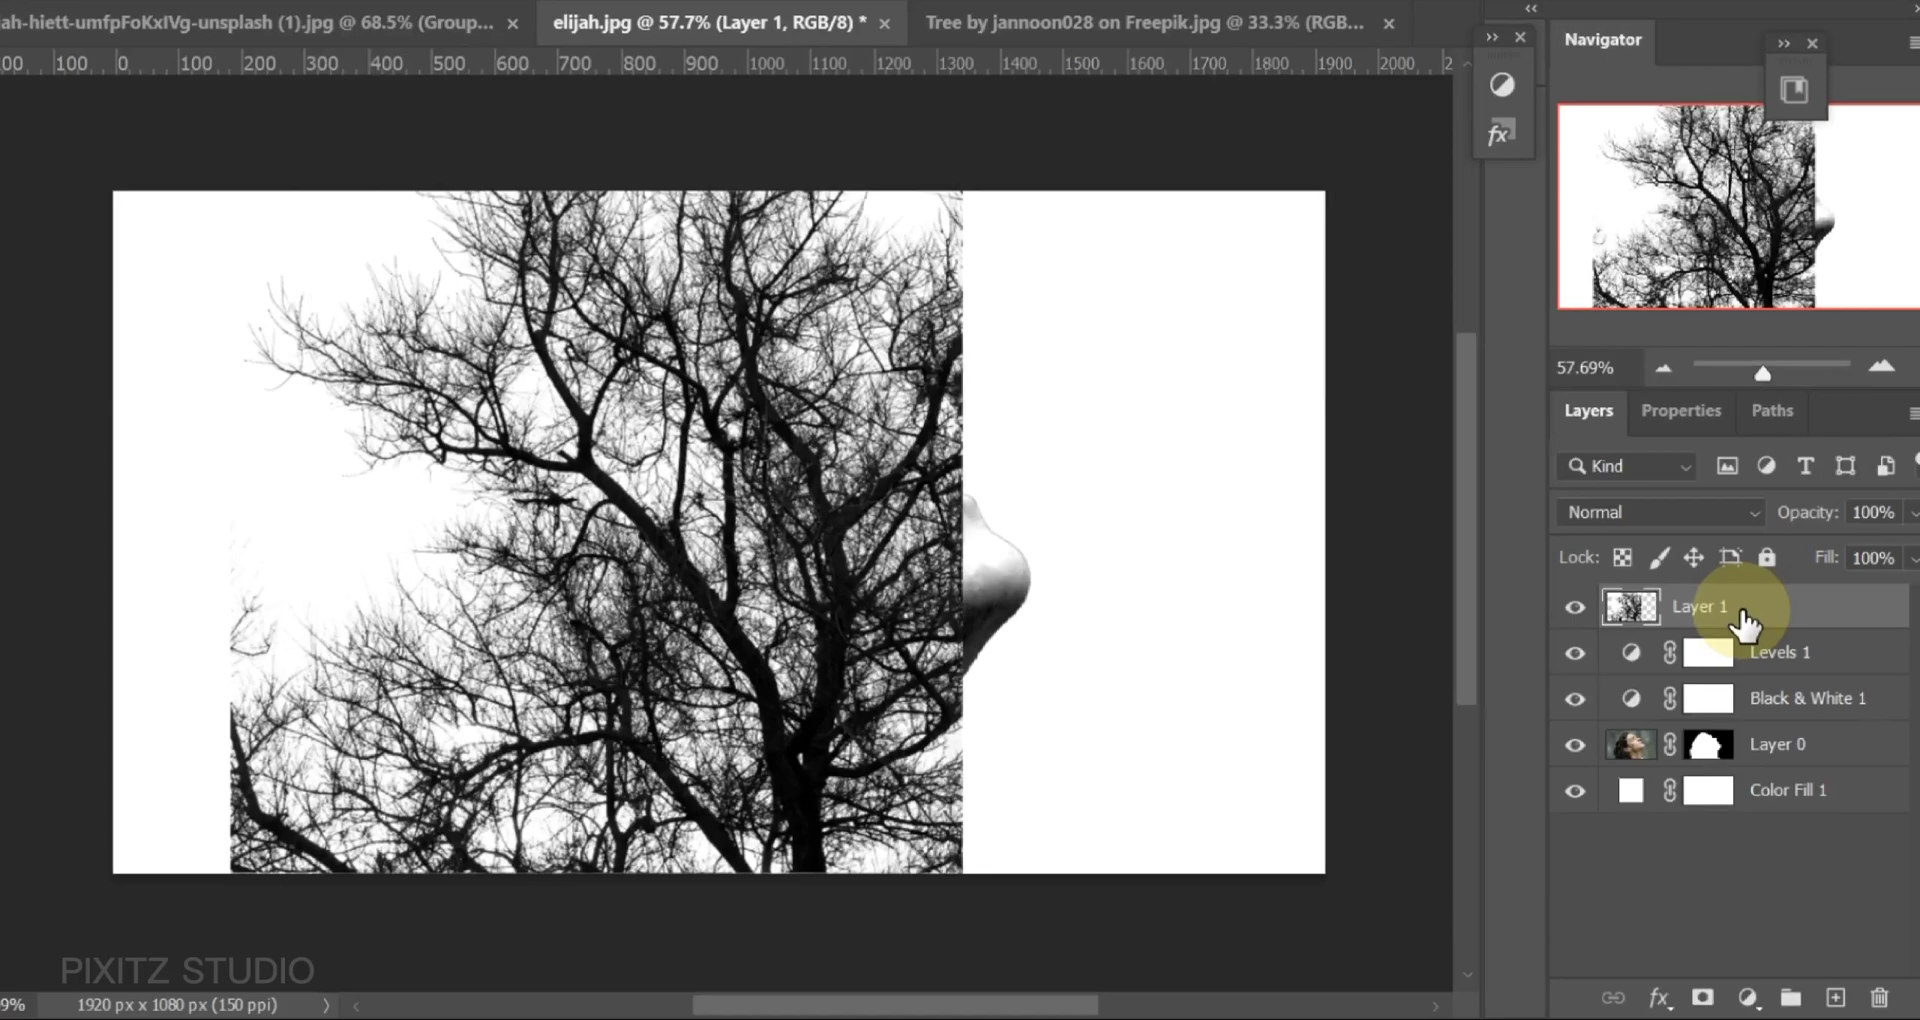 ah-hiett-umfpFoKxIVg-unsplash (1).jpg @ 68.5% (Group... ×
elijah.jpg @ 57.7% (Layer 1, RGB/8) * ×
Tree by jannoon028 on Freepik.jpg @ 33.3% (RGB... ×
00 100 0 100 200 300 400 500 600 700 800 900 1000 1100 1200 1300 1400 1500 1600 1700 1800 1900 2000 2
Navigator
fx
57.69%
Layers Properties Paths
Kind
Normal Opacity: 100%
Lock: Fill: 100%
Layer 1
Levels 1
Black & White 1
Layer 0
Color Fill 1
PIXITZ STUDIO
9% 1920 px x 1080 px (150 ppi)
fx